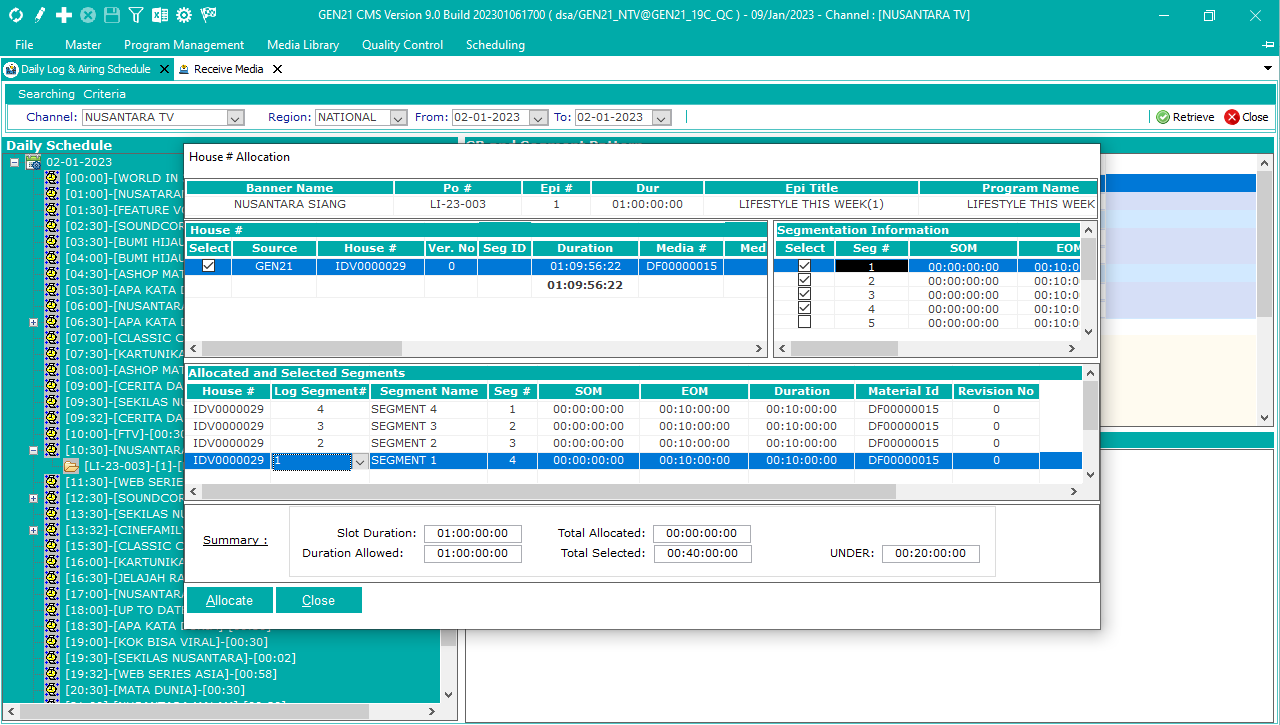 GEN21 CMS Version 9.0 Build 202301061700 ( dsa/GEN21_NTV@GEN21_19C_QC ) - 09/Jan/2023 - Channel : [NUSANTARA TV]
File Master Program Management Media Library Quality Control Scheduling
Daily Log & Airing Schedule Receive Media
Searching Criteria
Channel: NUSANTARA TV Region: NATIONAL From: 02-01-2023 To: 02-01-2023 Retrieve Close
Daily Schedule
02-01-2023
[00:00]-[WORLD IN
[01:00]-[NUSATARA
[01:30]-[FEATURE V
[02:30]-[SOUNDCOR
[03:30]-[BUMI HIJAU
[04:00]-[BUMI HIJAU
[04:30]-[ASHOP MAT
[05:30]-[APA KATA D
[06:00]-[NUSANTARA
[06:30]-[APA KATA D
[07:00]-[CLASSIC C
[07:30]-[KARTUNIKA
[08:00]-[ASHOP MAT
[09:00]-[CERITA DA
[09:30]-[SEKILAS N
[09:32]-[CERITA DA
[10:00]-[FTV]-[00:30
[10:30]-[NUSANTARA
[LI-23-003]-[1]-[
[11:30]-[WEB SERIE
[12:30]-[SOUNDCOR
[13:30]-[SEKILAS NU
[13:32]-[CINEFAMILY
[15:30]-[CLASSIC C
[16:00]-[KARTUNIKA
[16:30]-[JELAJAH RA
[17:00]-[NUSANTARA
[18:00]-[UP TO DATE
[18:30]-[APA KATA
[19:00]-[KOK BISA VIRAL]-[00:30]
[19:30]-[SEKILAS NUSANTARA]-[00:02]
[19:32]-[WEB SERIES ASIA]-[00:58]
[20:30]-[MATA DUNIA]-[00:30]
House # Allocation
Banner Name Po # Epi # Dur Epi Title Program Name
NUSANTARA SIANG LI-23-003 1 01:00:00:00 LIFESTYLE THIS WEEK(1) LIFESTYLE THIS WEEK
House #
Select Source House # Ver. No Seg ID Duration Media # Med
GEN21 IDV0000029 0 01:09:56:22 DF00000015
01:09:56:22
Segmentation Information
Select Seg # SOM EOM
1 00:00:00:00 00:10:0
2 00:00:00:00 00:10:0
3 00:00:00:00 00:10:0
4 00:00:00:00 00:10:0
5 00:00:00:00 00:10:0
Allocated and Selected Segments
House # Log Segment# Segment Name Seg # SOM EOM Duration Material Id Revision No
IDV0000029 4 SEGMENT 4 1 00:00:00:00 00:10:00:00 00:10:00:00 DF00000015 0
IDV0000029 3 SEGMENT 3 2 00:00:00:00 00:10:00:00 00:10:00:00 DF00000015 0
IDV0000029 2 SEGMENT 2 3 00:00:00:00 00:10:00:00 00:10:00:00 DF00000015 0
IDV0000029 1 SEGMENT 1 4 00:00:00:00 00:10:00:00 00:10:00:00 DF00000015 0
Summary :
Slot Duration: 01:00:00:00 Total Allocated: 00:00:00:00
Duration Allowed: 01:00:00:00 Total Selected: 00:40:00:00 UNDER: 00:20:00:00
Allocate Close